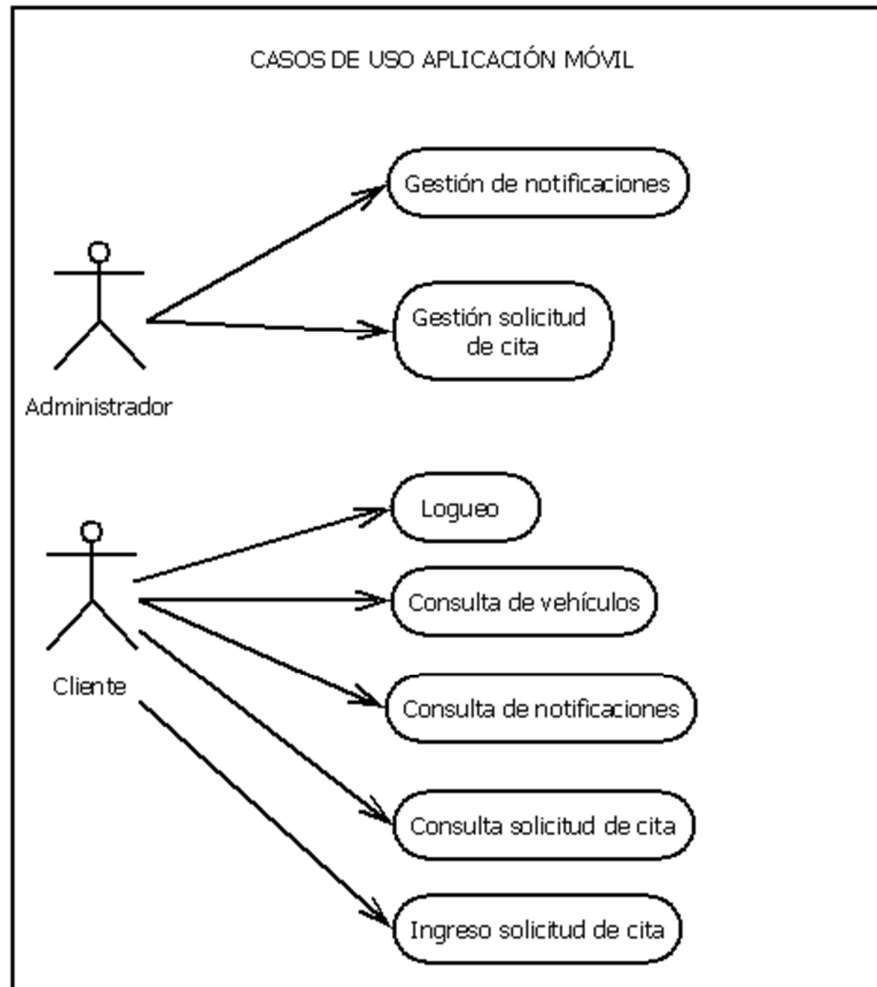 CASOS DE USO APLICACIÓN MÓVIL
Gestión de notificaciones
Gestión solicitud
de cita
Administrador
Logueo
Consulta de vehículos
Cliente
Consulta de notificaciones
Consulta solicitud de cita
Ingreso solicitud de cita